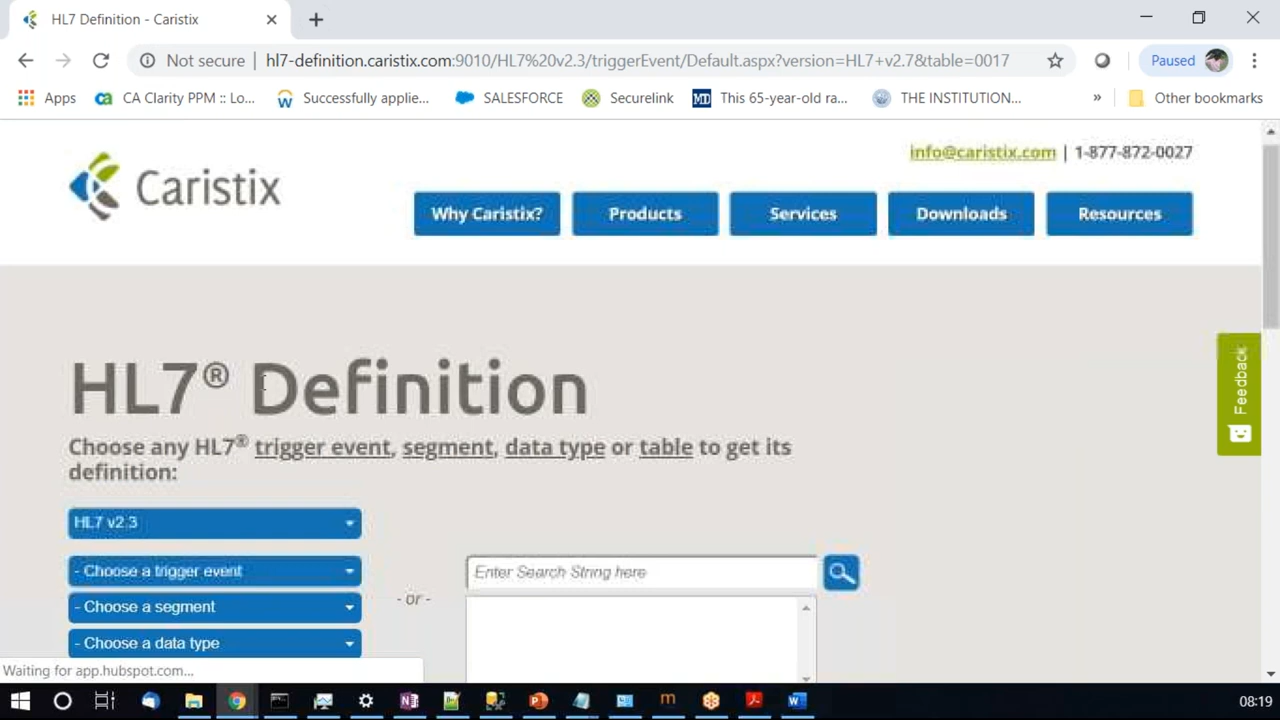 HL7 Definition - Caristix
Not secure
hl7-definition.caristix.com:9010/HL7%20v2.3/triggerEvent/Default.aspx?version=HL7+v2.7&table=0017
Paused
Apps
CA Clarity PPM :: Lo...
Successfully applie...
SALESFORCE
Securelink
This 65-year-old ra...
THE INSTITUTION...
»
Other bookmarks
info@caristix.com | 1-877-872-0027
Caristix
Why Caristix?
Products
Services
Downloads
Resources
Feedback
HL7® Definition
Choose any HL7® trigger event, segment, data type or table to get its
definition:
HL7 v2.3
- Choose a trigger event
- Choose a segment
- Choose a data type
- or -
Enter Search String here
Waiting for app.hubspot.com...
08:19